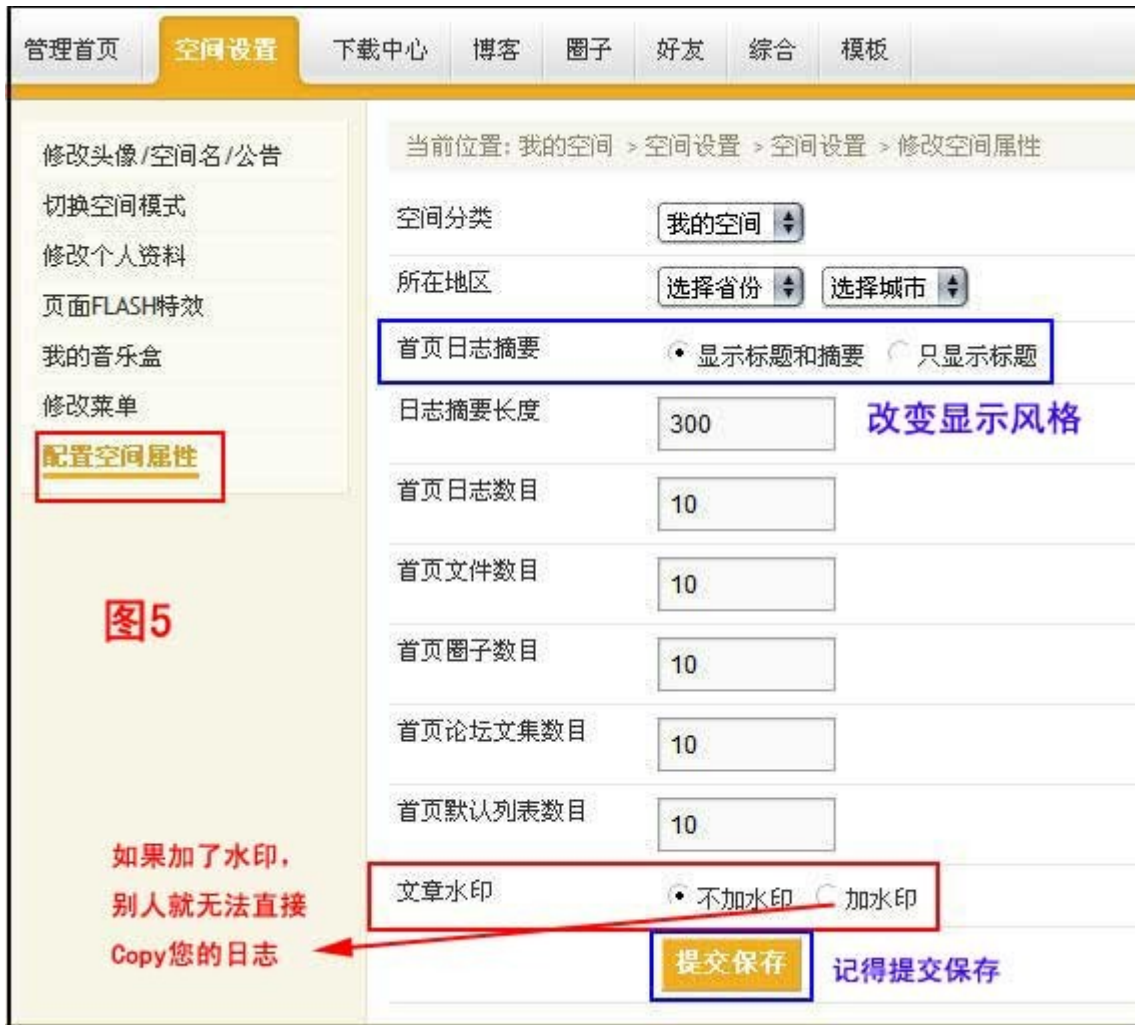 管理首页 空间设置 下载中心 博客 圈子 好友 综合 模板
修改头像/空间名/公告
切换空间模式
修改个人资料
页面FLASH特效
我的音乐盒
修改菜单
配置空间属性
图5
如果加了水印，
别人就无法直接
Copy您的日志
当前位置: 我的空间 > 空间设置 > 空间设置 > 修改空间属性
空间分类 我的空间
所在地区 选择省份 选择城市
首页日志摘要 显示标题和摘要 只显示标题
日志摘要长度 300 改变显示风格
首页日志数目 10
首页文件数目 10
首页圈子数目 10
首页论坛文集数目 10
首页默认列表数目 10
文章水印 不加水印 加水印
提交保存 记得提交保存